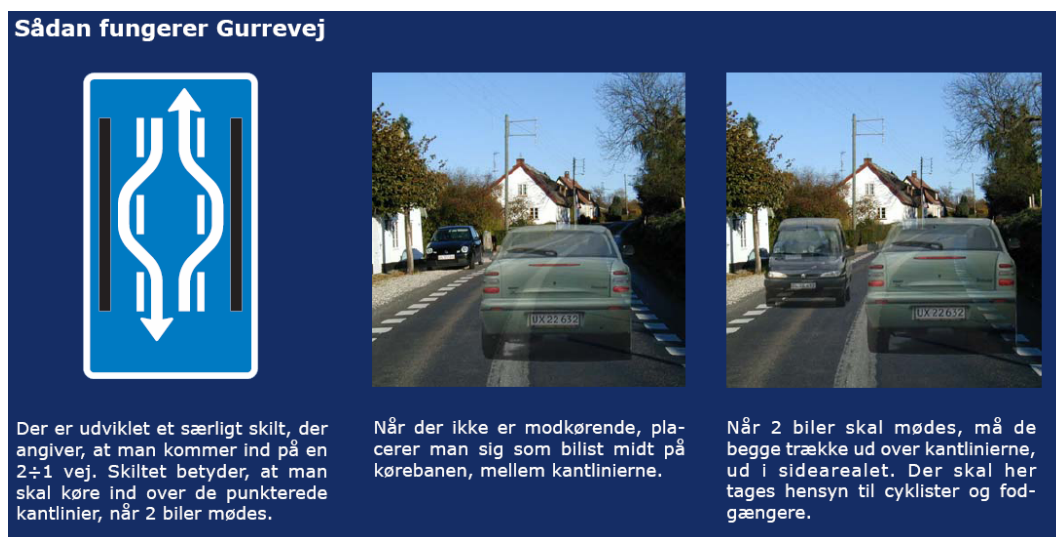 Sådan fungerer Gurrevej
Der er udviklet et særligt skilt, der
angiver, at man kommer ind på en
2÷1 vej. Skiltet betyder, at man
skal køre ind over de punkterede
kantlinier, når 2 biler mødes.
UX 22 632
Når der ikke er modkørende, pla-
cerer man sig som bilist midt på
kørebanen, mellem kantlinierne.
UX 22 632
Når 2 biler skal mødes, må de
begge trække ud over kantlinierne,
ud i sidearealet. Der skal her
tages hensyn til cyklister og fod-
gængere.